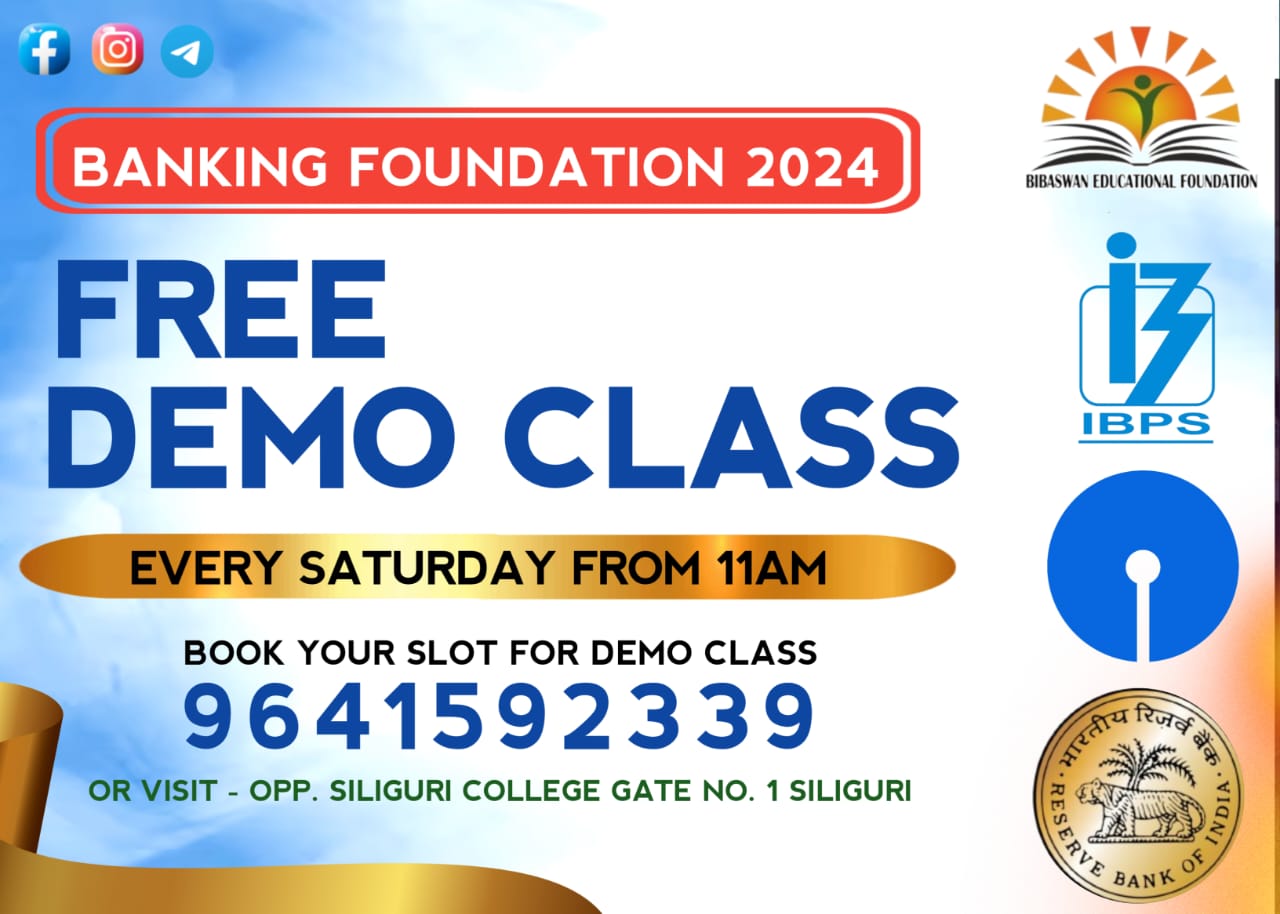 BANKING FOUNDATION 2024
FREE
DEMO CLASS
EVERY SATURDAY FROM 11AM
BOOK YOUR SLOT FOR DEMO CLASS
9641592339
OR VISIT - OPP. SILIGURI COLLEGE GATE NO. 1 SILIGURI
BIBASWAN EDUCATIONAL FOUNDATION
IBPS
भारतीय रिज़र्व बैंक
RESERVE BANK OF INDIA